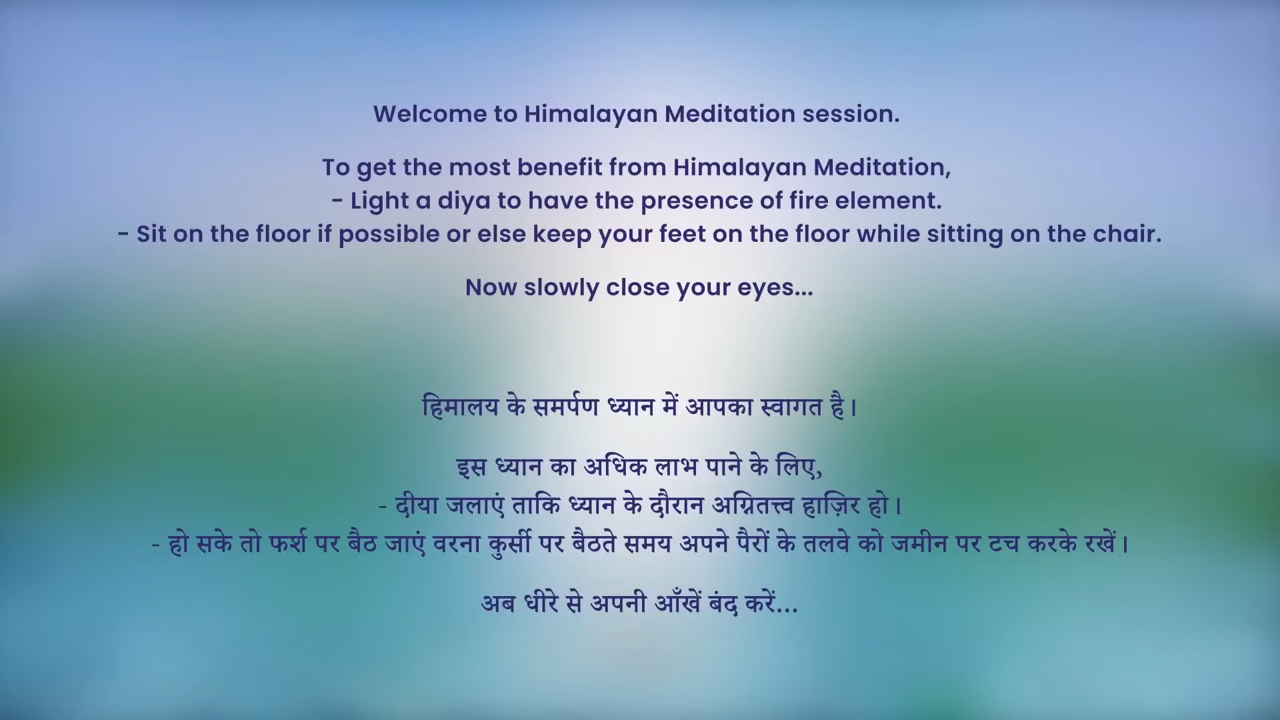 Welcome to Himalayan Meditation session.
To get the most benefit from Himalayan Meditation,
- Light a diya to have the presence of fire element.
- Sit on the floor if possible or else keep your feet on the floor while sitting on the chair.
Now slowly close your eyes...
हिमालय के समर्पण ध्यान में आपका स्वागत है।
इस ध्यान का अधिक लाभ पाने के लिए,
- दीया जलाएं ताकि ध्यान के दौरान अग्नितत्त्व हाज़िर हो।
- हो सके तो फर्श पर बैठ जाएं वरना कुर्सी पर बैठते समय अपने पैरों के तलवे को जमीन पर टच करके रखें।
अब धीरे से अपनी आँखें बंद करें...